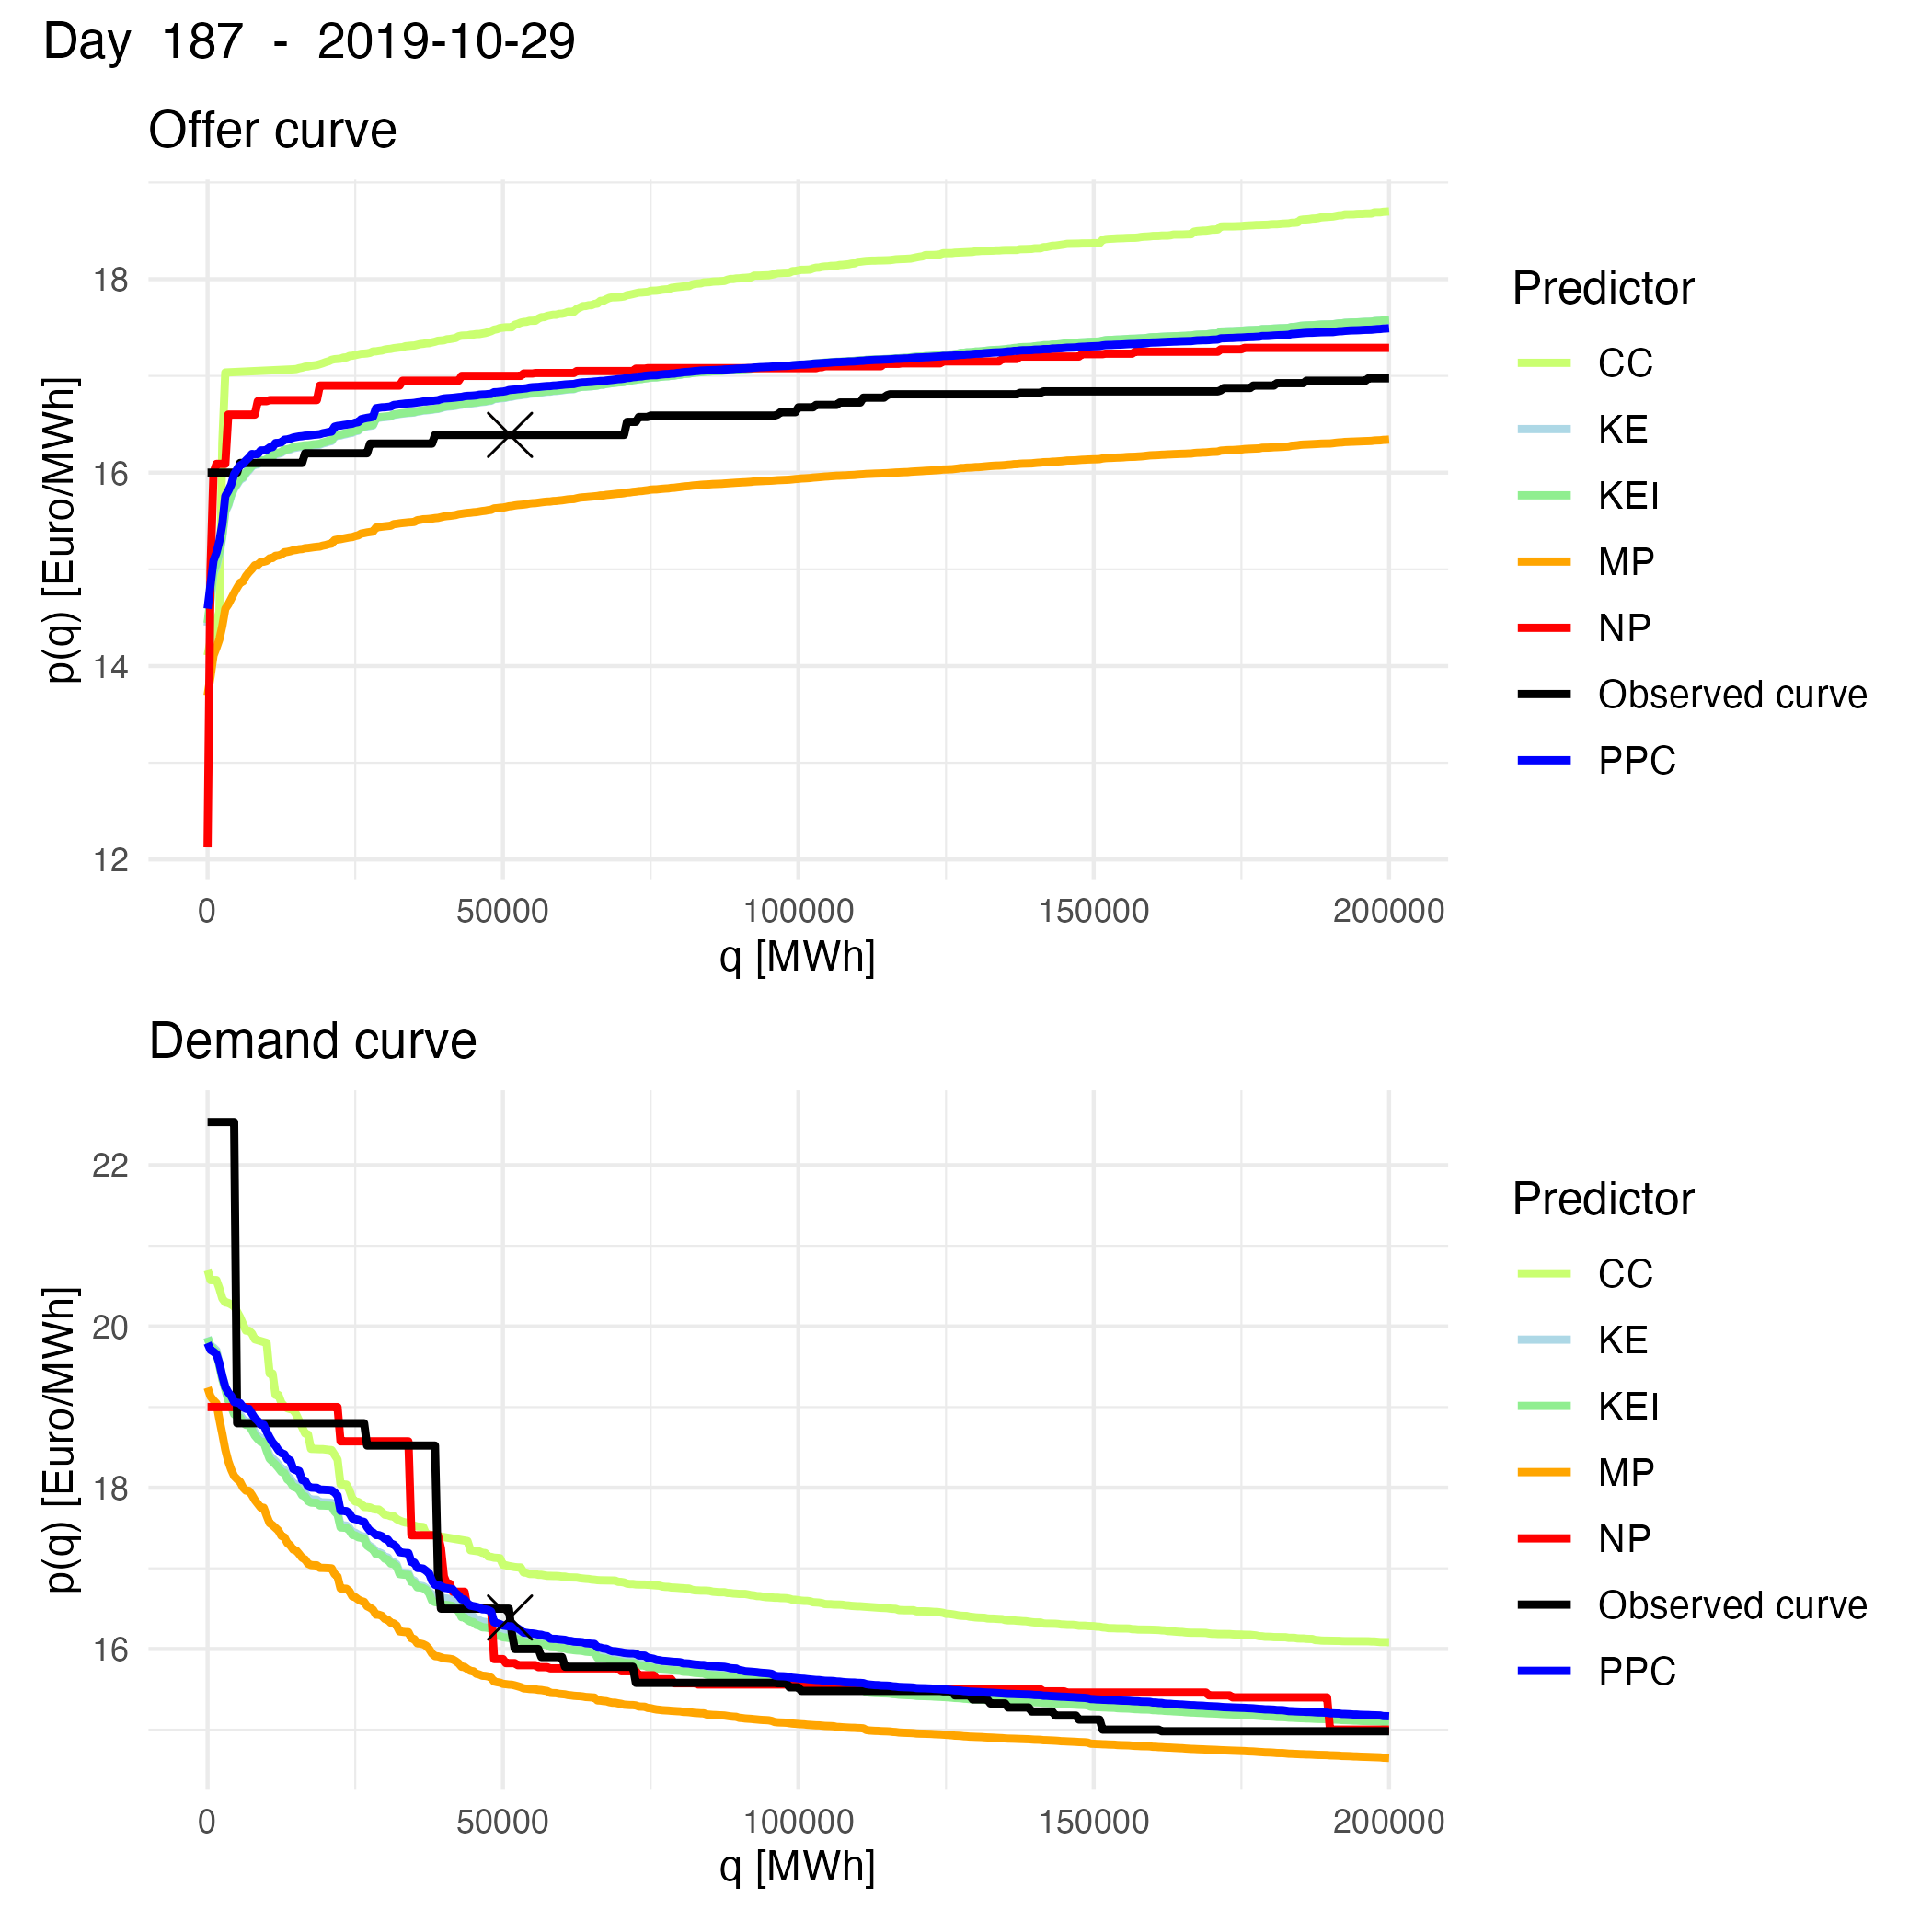 Day 187 - 2019-10-29
Offer curve
18
16
14
12
p(q) [Euro/MWh]
0 50000 100000 150000 200000
q [MWh]
Predictor
CC
KE
KEI
MP
NP
Observed curve
PPC
Demand curve
22
20
18
16
p(q) [Euro/MWh]
0 50000 100000 150000 200000
q [MWh]
Predictor
CC
KE
KEI
MP
NP
Observed curve
PPC